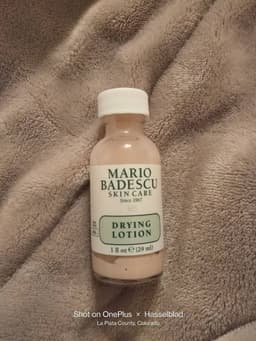 MARIO
BADESCU
SKIN CARE
Since 1967
DRYING
LOTION
1 fl oz ℮ (29 ml)
Shot on OnePlus × Hasselblad
La Plata County, Colorado